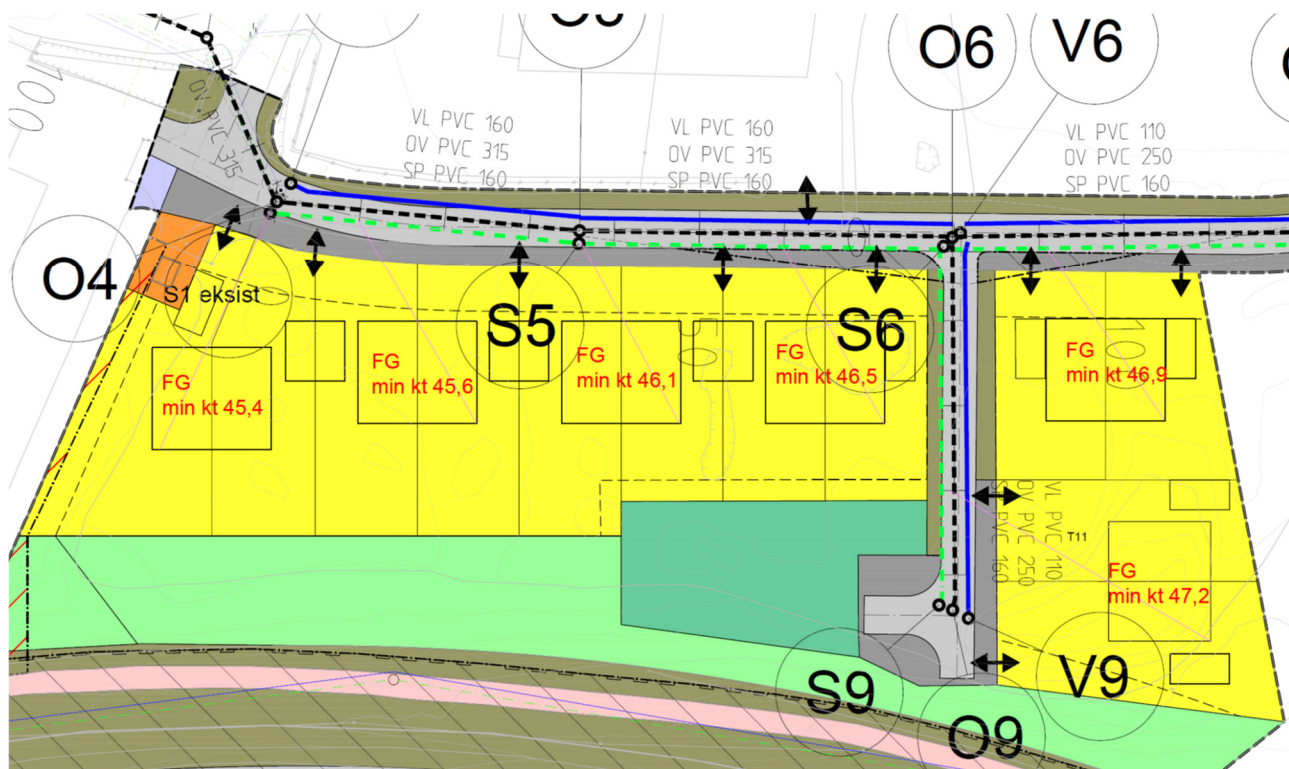 O5
O6
V6
100
OV PVC 315
VL PVC 160
OV PVC 315
SP PVC 160
VL PVC 160
OV PVC 315
SP PVC 160
VL PVC 110
OV PVC 250
SP PVC 160
O4
S1 eksist
S5
S6
FG
min kt 45,4
FG
min kt 45,6
FG
min kt 46,1
FG
min kt 46,5
FG
min kt 46,9
VL PVC 110
OV PVC 250
SP PVC 160
T11
FG
min kt 47,2
S9
O9
V9